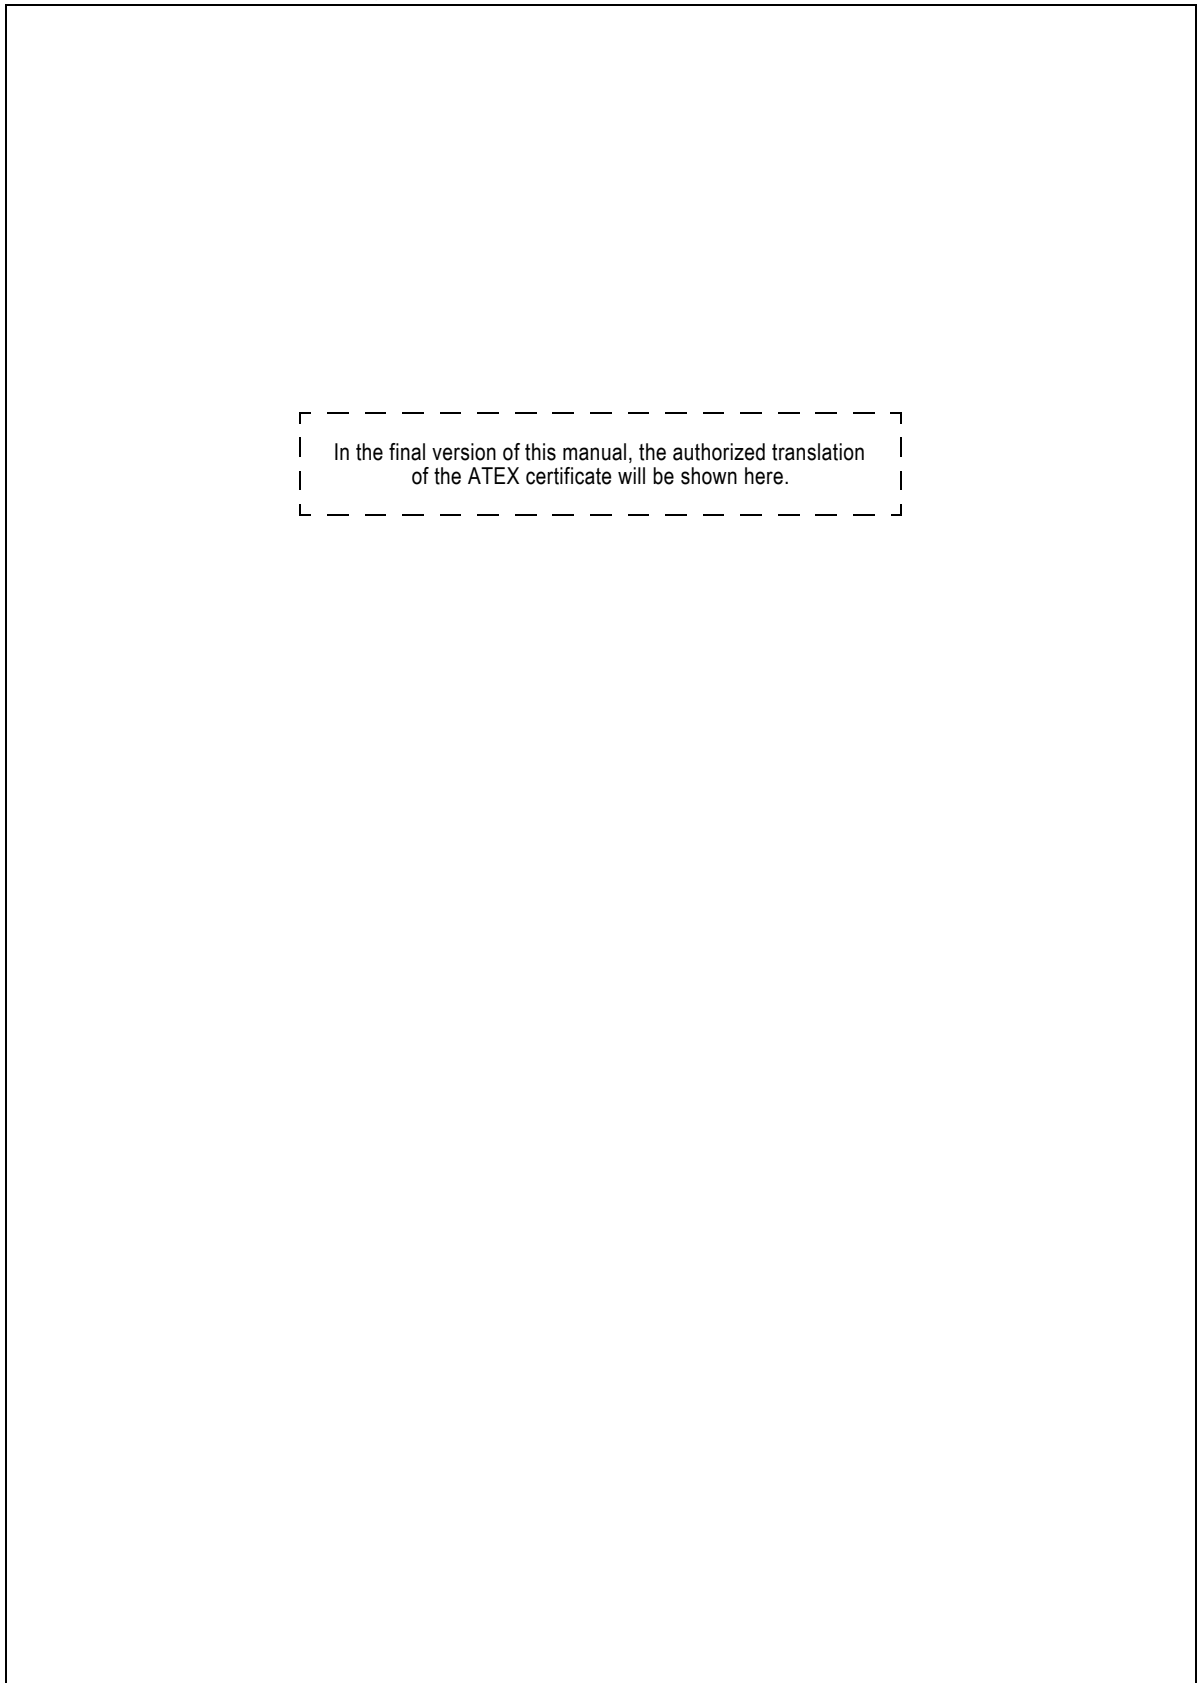 In the final version of this manual, the authorized translation
of the ATEX certificate will be shown here.